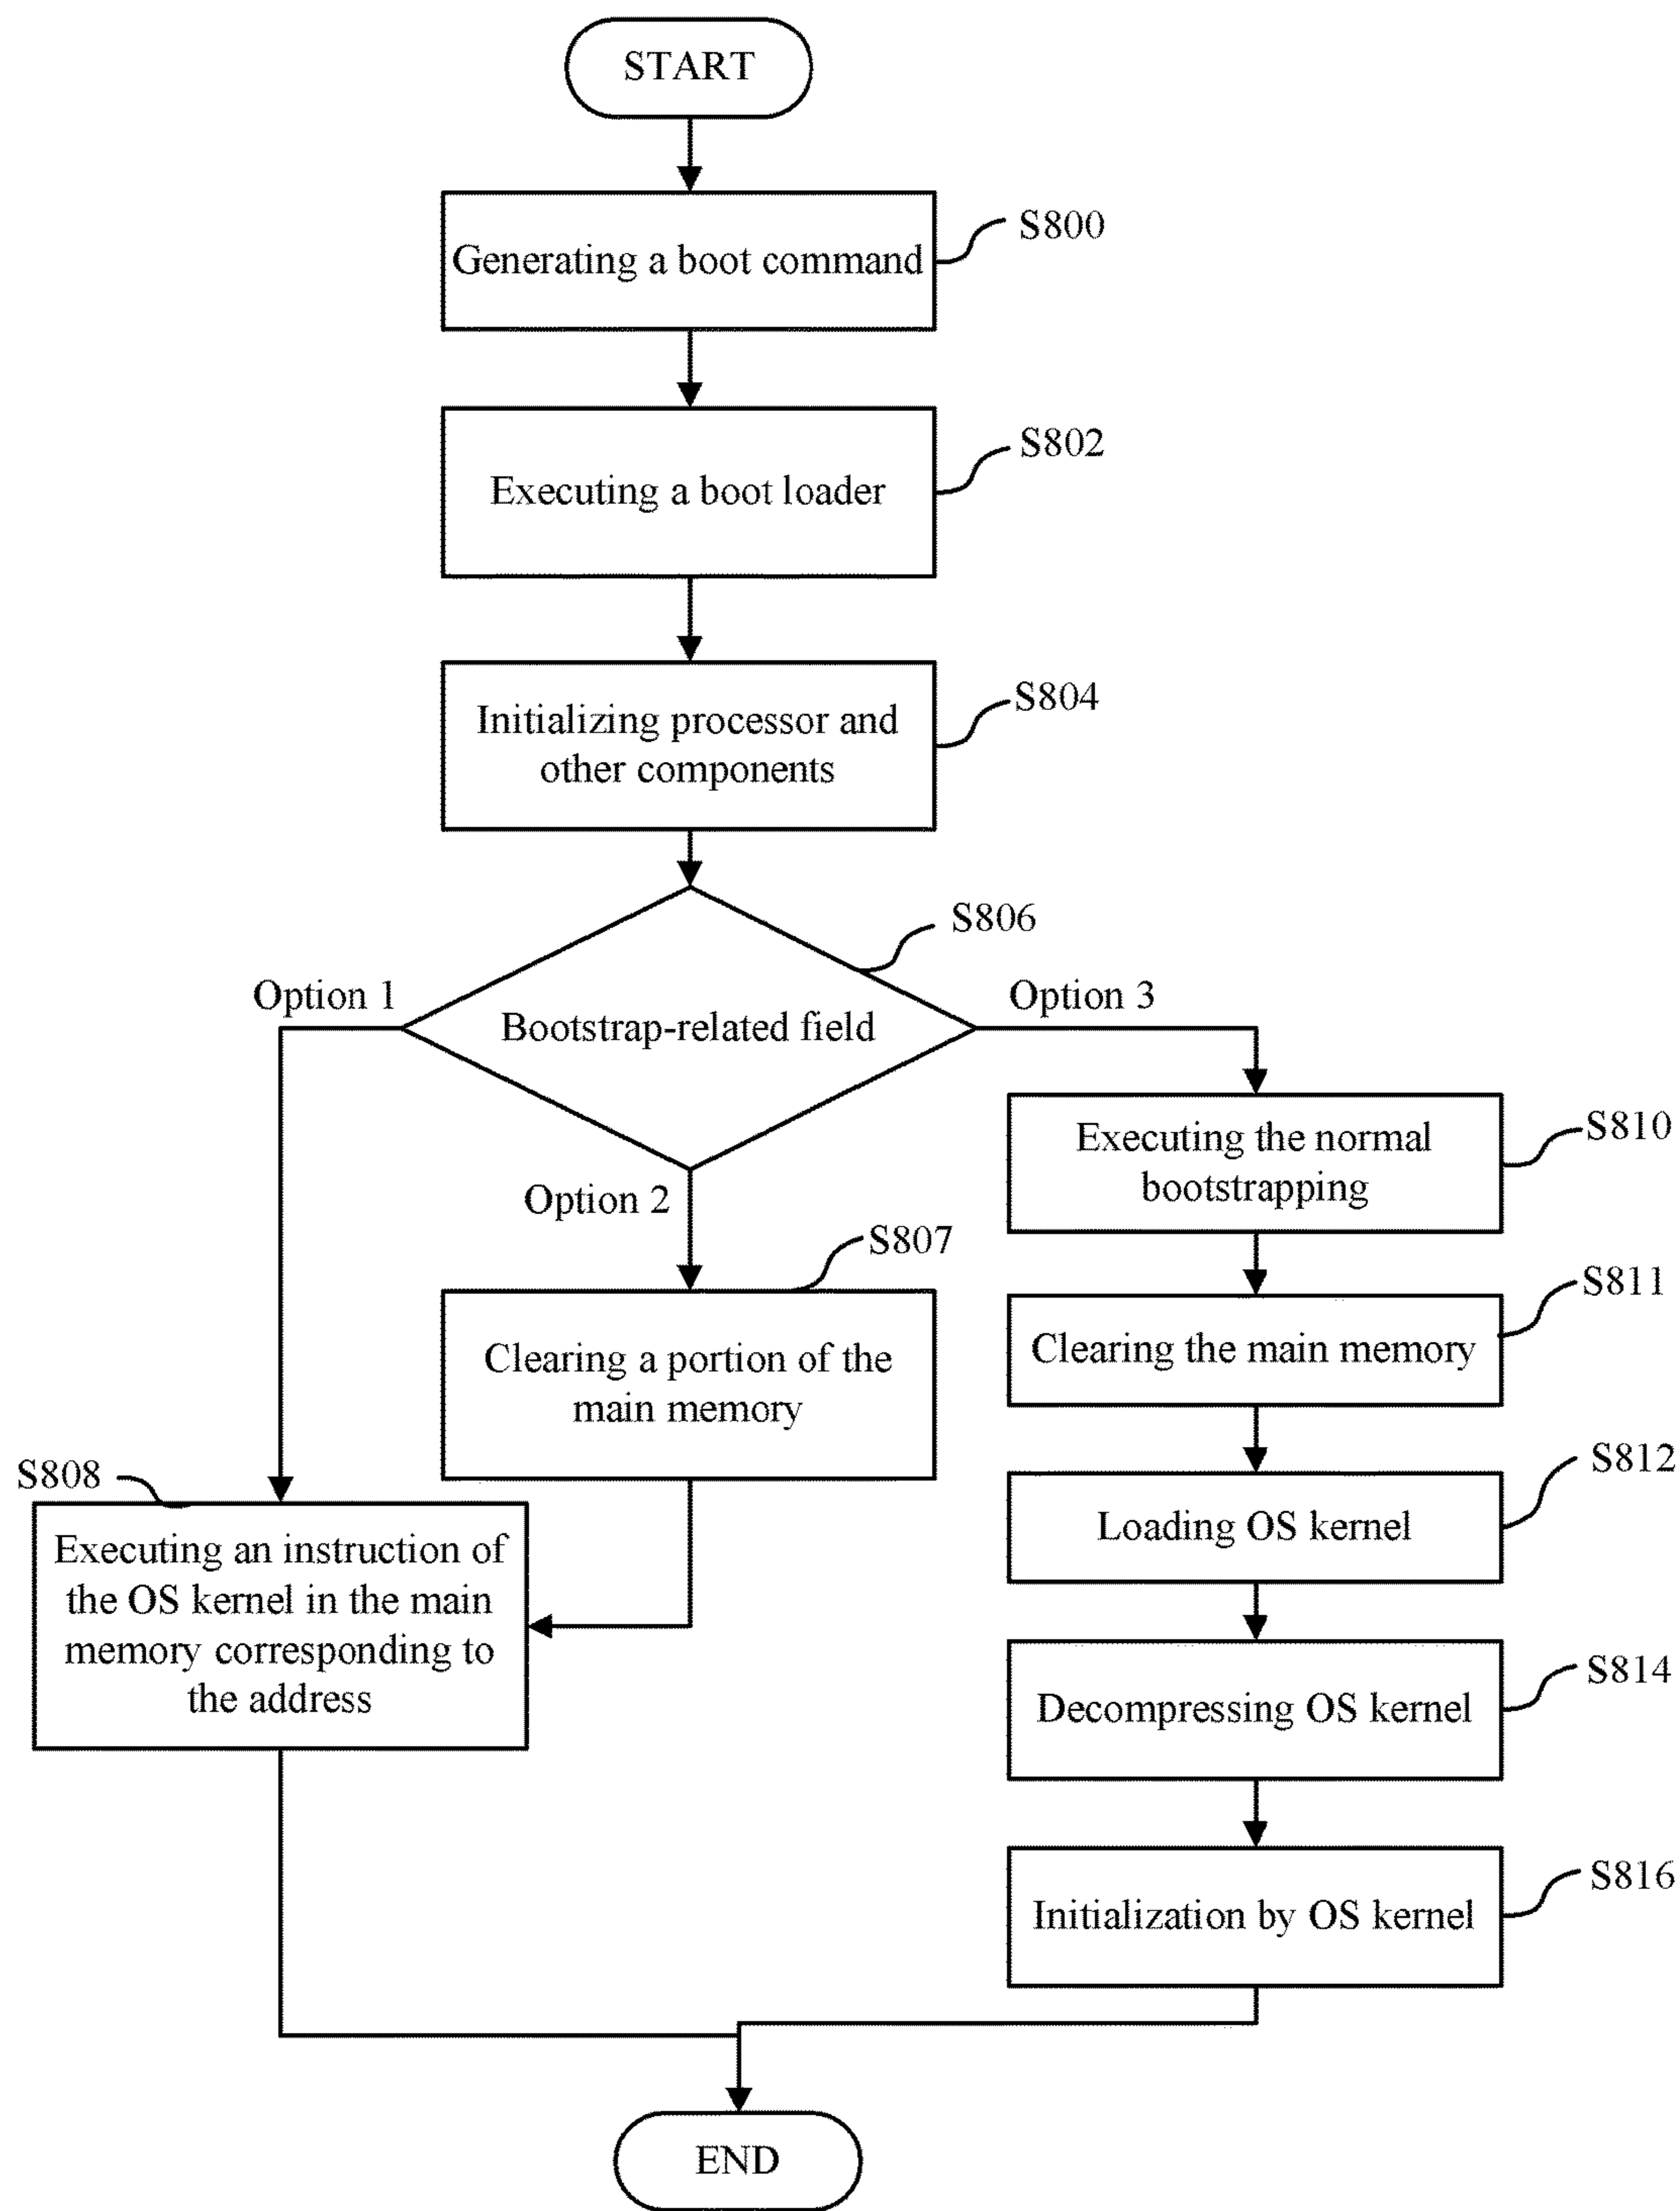 START
S800
Generating a boot command
S802
Executing a boot loader
S804
Initializing processor and
other components
S806
Option 1
Option 3
Bootstrap-related field
Option 2
S810
Executing the normal
bootstrapping
S807
Clearing a portion of the
main memory
S811
Clearing the main memory
S808
Executing an instruction of
the OS kernel in the main
memory corresponding to
the address
S812
Loading OS kernel
S814
Decompressing OS kernel
S816
Initialization by OS kernel
END